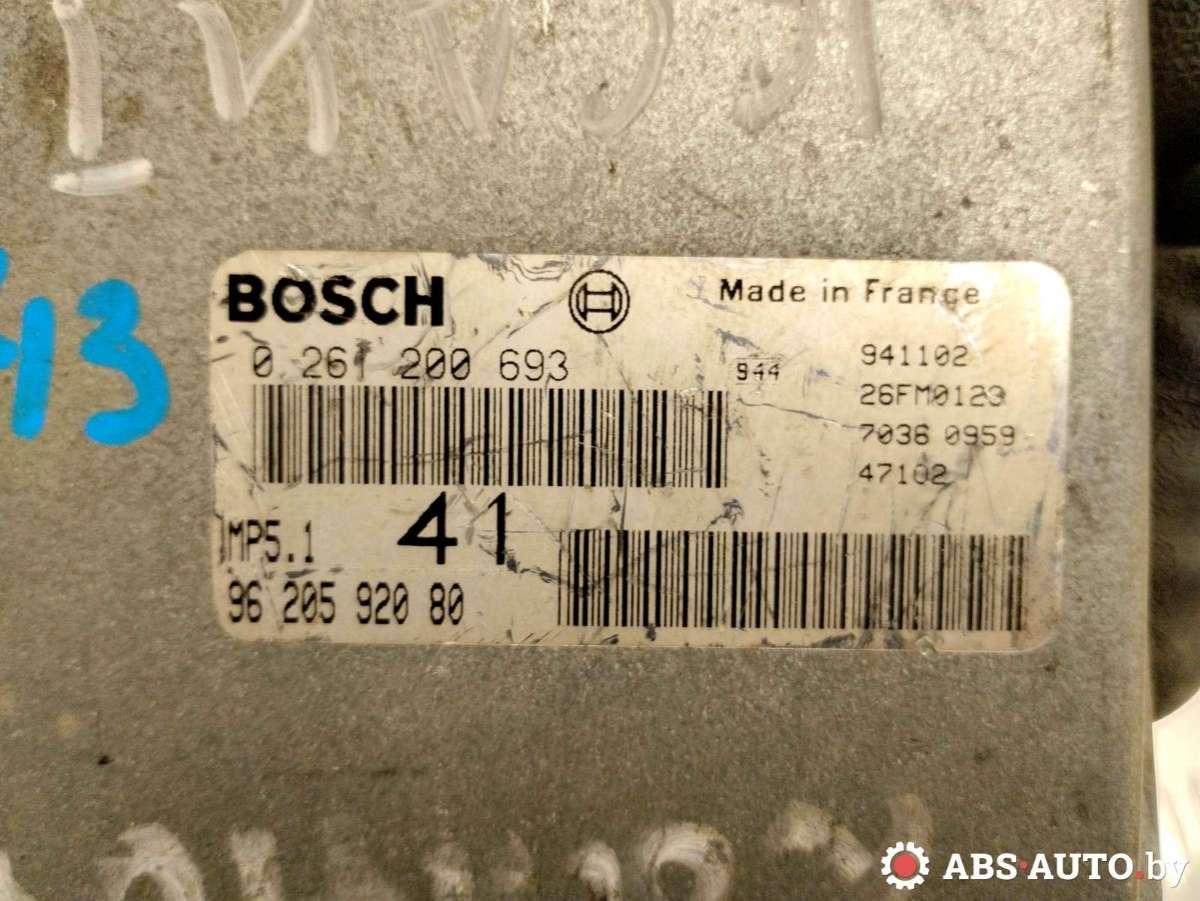 43
BOSCH Made in France
0 261 200 693 944 941102
26FM0123
7036 0959
47102
MP5.1 41
96 205 920 80
ABS-AUTO.by